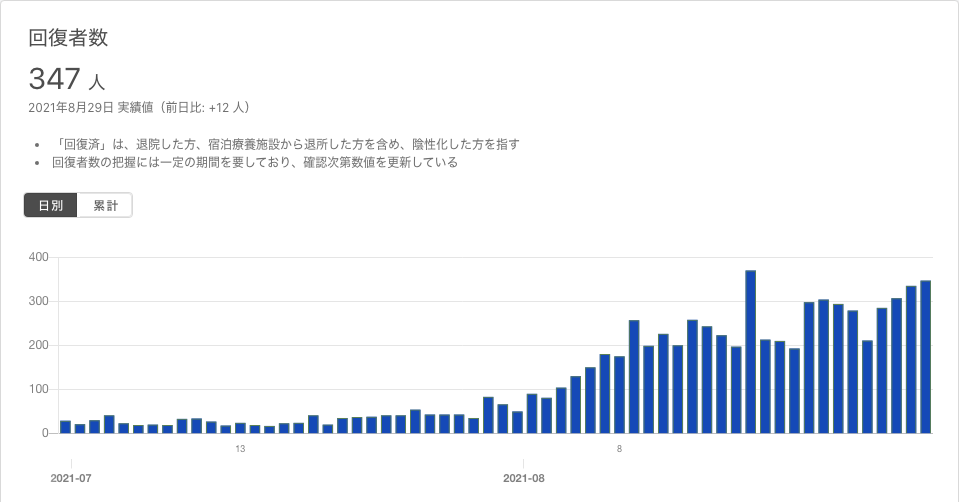 回復者数
347 人
2021年8月29日 実績値（前日比: +12 人）
「回復済」は、退院した方、宿泊療養施設から退所した方を含め、陰性化した方を指す
回復者数の把握には一定の期間を要しており、確認次第数値を更新している
日別 累計
400
300
200
100
0
13 8
2021-07 2021-08